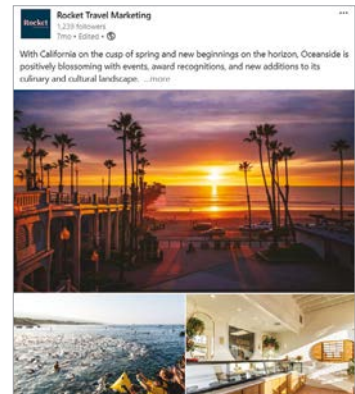 Rocket
Rocket Travel Marketing
1,239 followers
7mo • Edited •
With California on the cusp of spring and new beginnings on the horizon, Oceanside is
positively blossoming with events, award recognitions, and new additions to its
culinary and cultural landscape. ...more